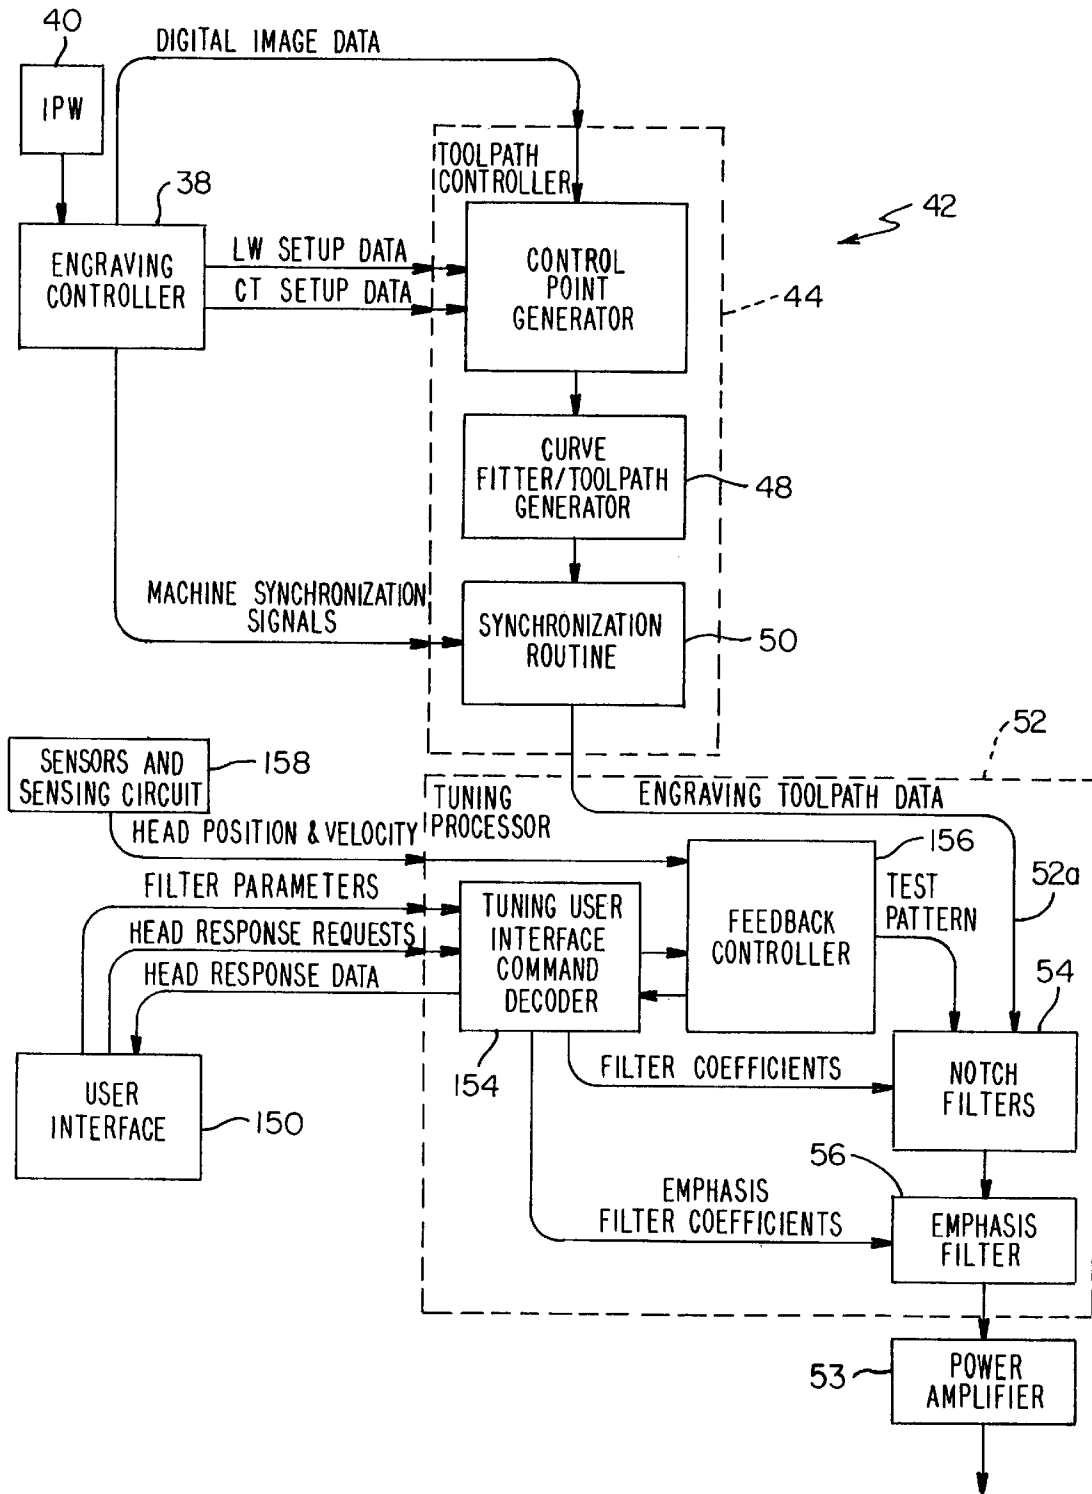 40
DIGITAL IMAGE DATA
IPW
TOOLPATH
CONTROLLER
38
42
ENGRAVING
CONTROLLER
LW SETUP DATA
CT SETUP DATA
CONTROL
POINT
GENERATOR
44
CURVE
FITTER/TOOLPATH
GENERATOR
48
MACHINE SYNCHRONIZATION
SIGNALS
SYNCHRONIZATION
ROUTINE
50
52
SENSORS AND
SENSING CIRCUIT
158
TUNING
PROCESSOR
ENGRAVING TOOLPATH DATA
HEAD POSITION & VELOCITY
156
FILTER PARAMETERS
TEST
PATTERN
52a
HEAD RESPONSE REQUESTS
HEAD RESPONSE DATA
TUNING USER
INTERFACE
COMMAND
DECODER
FEEDBACK
CONTROLLER
54
154
FILTER COEFFICIENTS
NOTCH
FILTERS
USER
INTERFACE
150
56
EMPHASIS
FILTER COEFFICIENTS
EMPHASIS
FILTER
53
POWER
AMPLIFIER